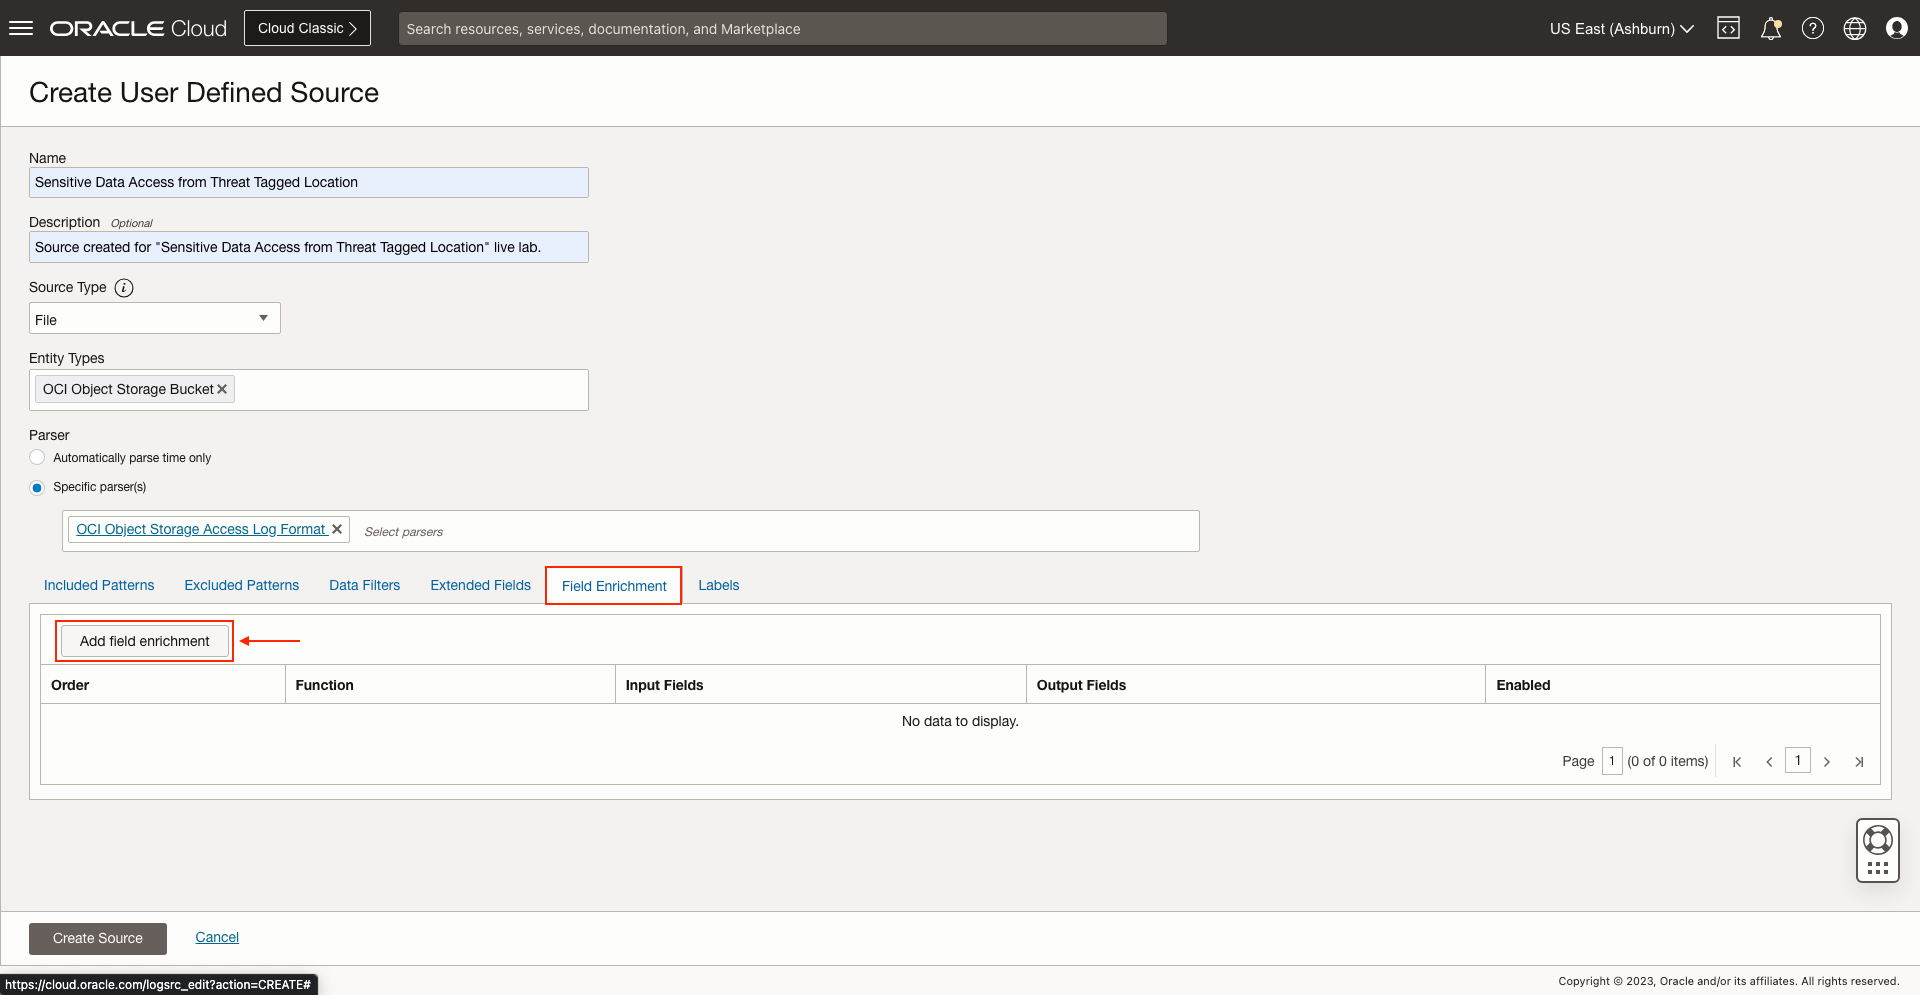 ORACLE Cloud
Cloud Classic
Search resources, services, documentation, and Marketplace
US East (Ashburn)
Create User Defined Source
Name
Sensitive Data Access from Threat Tagged Location
Description Optional
Source created for "Sensitive Data Access from Threat Tagged Location" live lab.
Source Type i
File
Entity Types
OCI Object Storage Bucket
Parser
Automatically parse time only
Specific parser(s)
OCI Object Storage Access Log Format Select parsers
Included Patterns Excluded Patterns Data Filters Extended Fields Field Enrichment Labels
Add field enrichment
Order Function Input Fields Output Fields Enabled
No data to display.
Page 1 (0 of 0 items) 1
Create Source Cancel
https://cloud.oracle.com/logsrc_edit?action=CREATE#
Copyright © 2023, Oracle and/or its affiliates. All rights reserved.